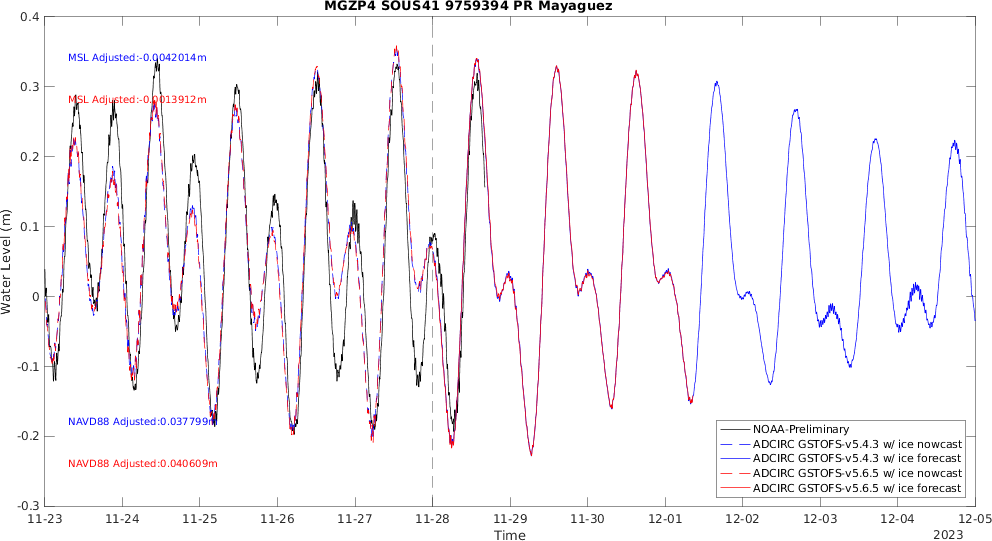 MGZP4 SOUS41 9759394 PR Mayaguez
0.4
0.3
0.2
0.1
0
-0.1
-0.2
-0.3
Water Level (m)
MSL Adjusted:-0.0042014m
MSL Adjusted:-0.0013912m
NAVD88 Adjusted:0.037799m
NAVD88 Adjusted:0.040609m
NOAA-Preliminary
ADCIRC GSTOFS-v5.4.3 w/ ice nowcast
ADCIRC GSTOFS-v5.4.3 w/ ice forecast
ADCIRC GSTOFS-v5.6.5 w/ ice nowcast
ADCIRC GSTOFS-v5.6.5 w/ ice forecast
11-23 11-24 11-25 11-26 11-27 11-28 11-29 11-30 12-01 12-02 12-03 12-04 12-05
Time
2023